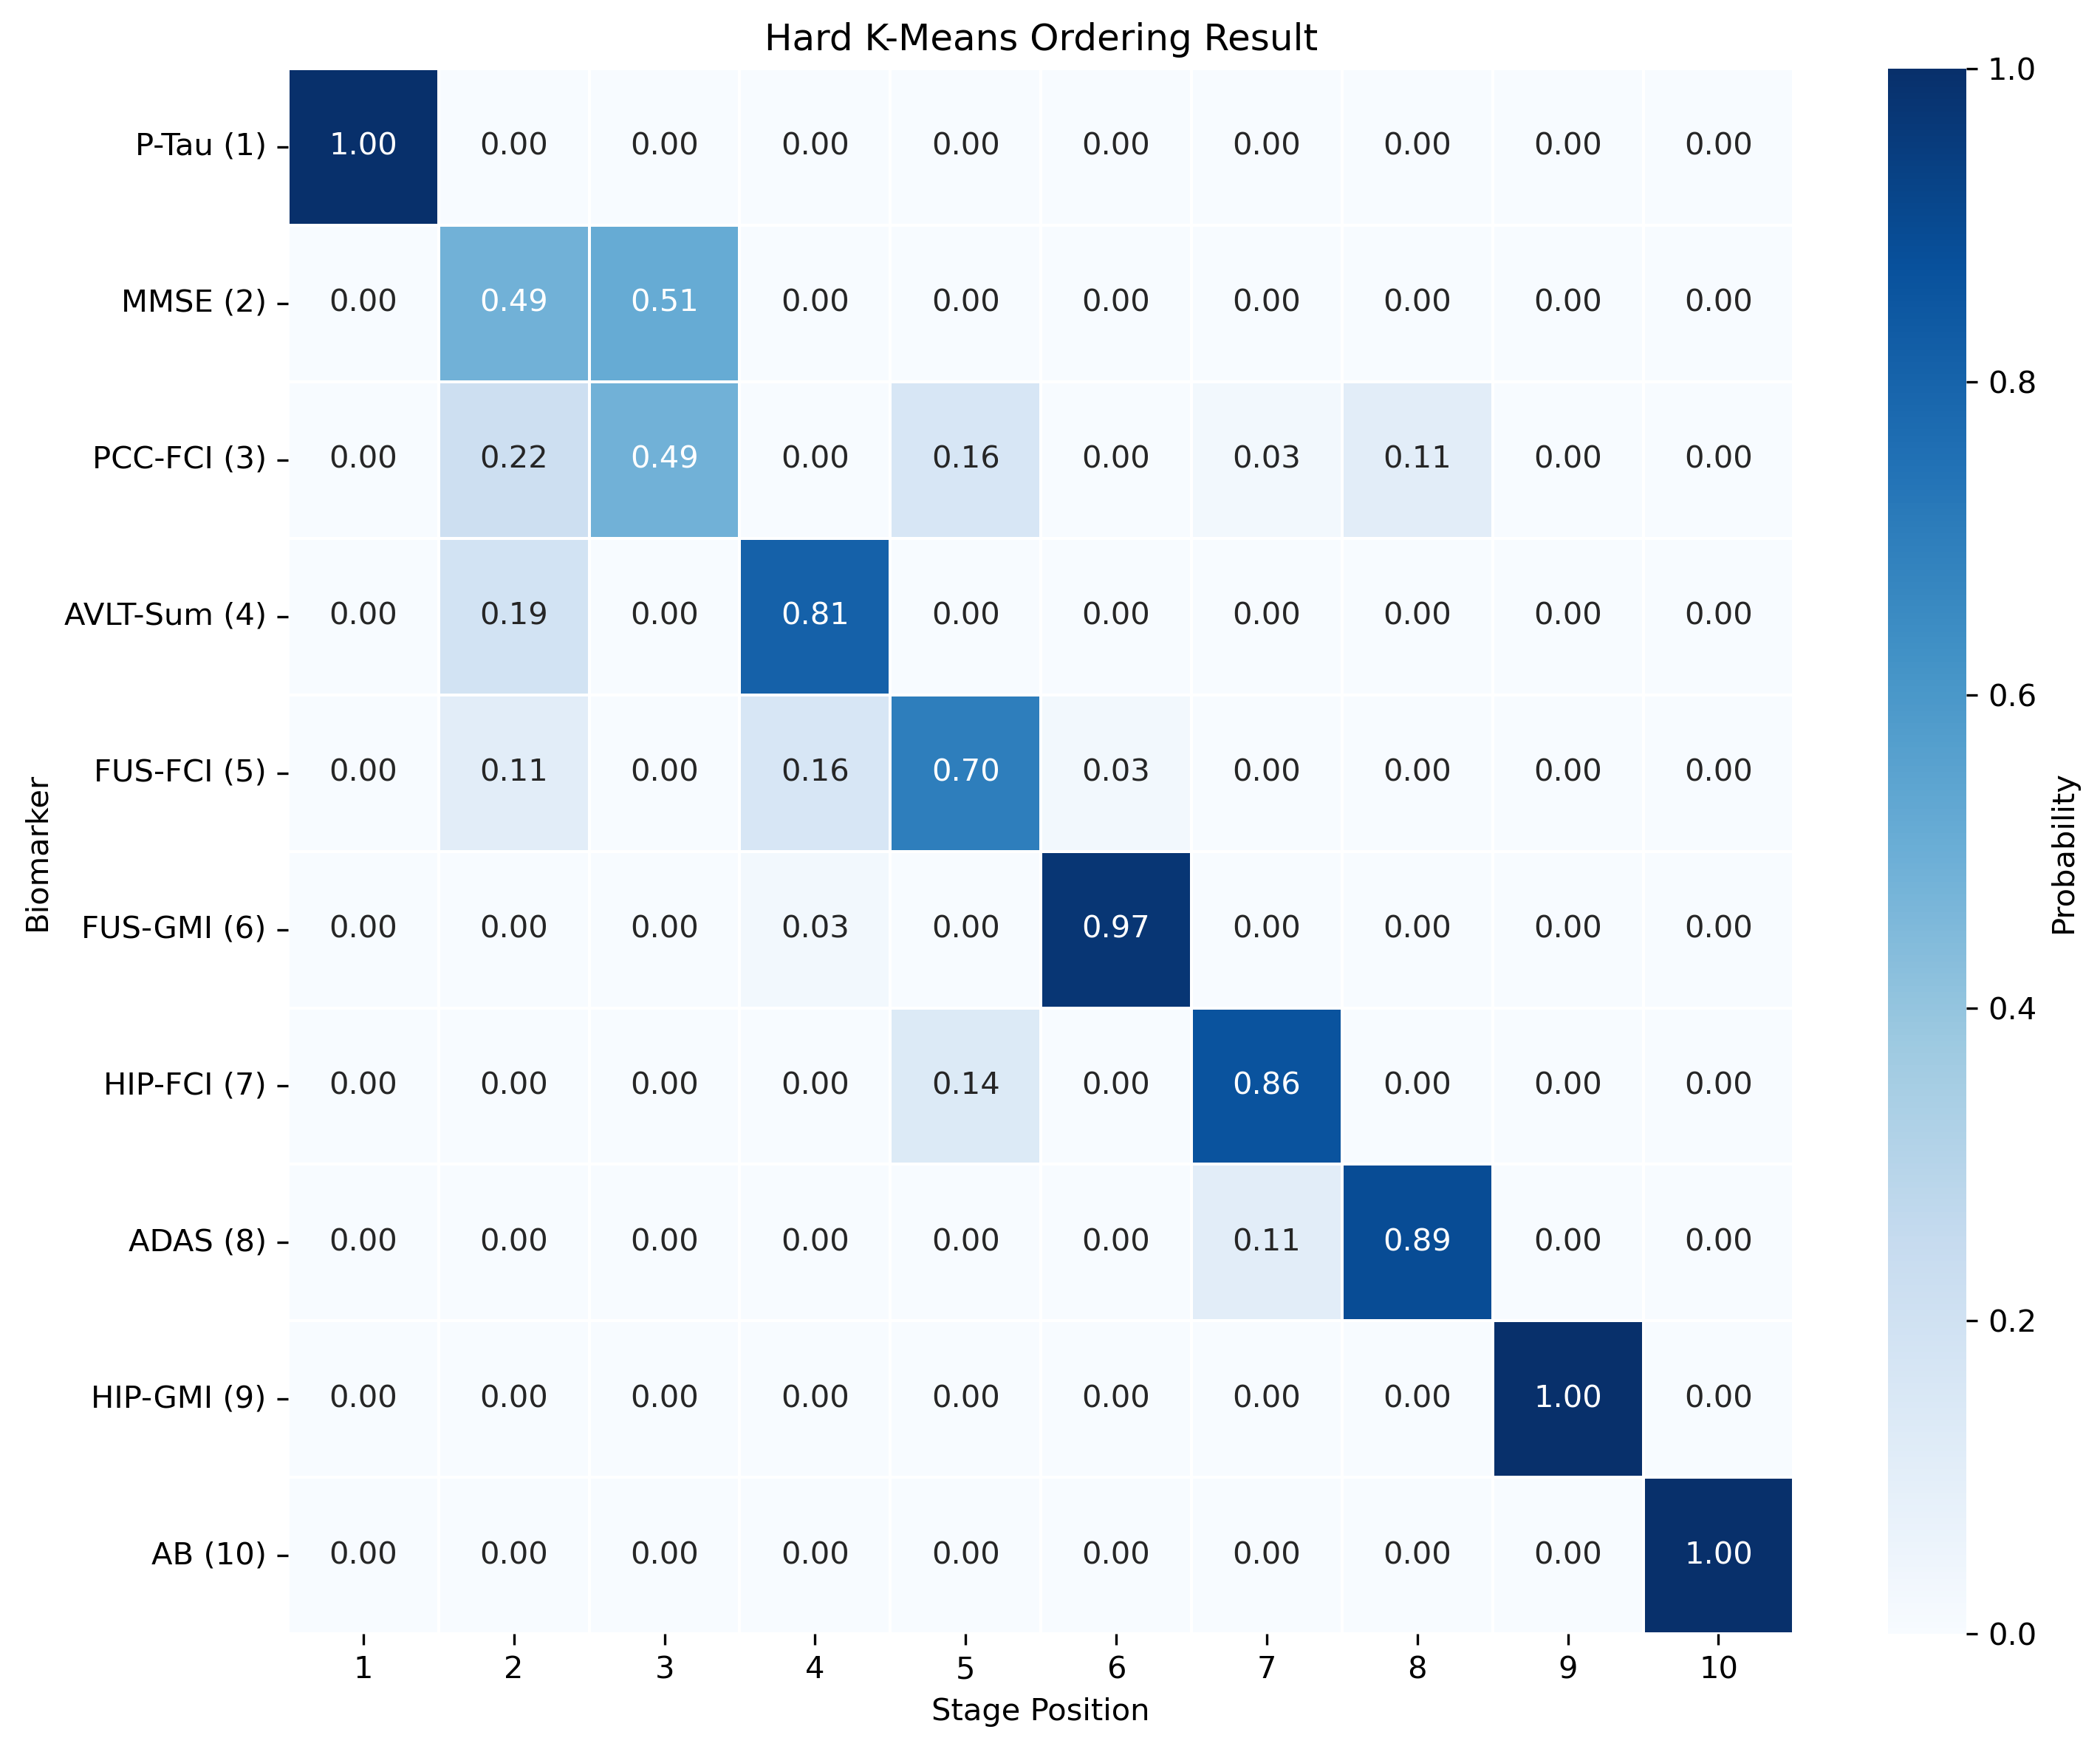 Hard K-Means Ordering Result
P-Tau (1) 1.00 0.00 0.00 0.00 0.00 0.00 0.00 0.00 0.00 0.00
MMSE (2) 0.00 0.49 0.51 0.00 0.00 0.00 0.00 0.00 0.00 0.00
PCC-FCI (3) 0.00 0.22 0.49 0.00 0.16 0.00 0.03 0.11 0.00 0.00
AVLT-Sum (4) 0.00 0.19 0.00 0.81 0.00 0.00 0.00 0.00 0.00 0.00
FUS-FCI (5) 0.00 0.11 0.00 0.16 0.70 0.03 0.00 0.00 0.00 0.00
FUS-GMI (6) 0.00 0.00 0.00 0.03 0.00 0.97 0.00 0.00 0.00 0.00
HIP-FCI (7) 0.00 0.00 0.00 0.00 0.14 0.00 0.86 0.00 0.00 0.00
ADAS (8) 0.00 0.00 0.00 0.00 0.00 0.00 0.11 0.89 0.00 0.00
HIP-GMI (9) 0.00 0.00 0.00 0.00 0.00 0.00 0.00 0.00 1.00 0.00
AB (10) 0.00 0.00 0.00 0.00 0.00 0.00 0.00 0.00 0.00 1.00
1 2 3 4 5 6 7 8 9 10
Stage Position
Biomarker
1.0
0.8
0.6
0.4
0.2
0.0
Probability